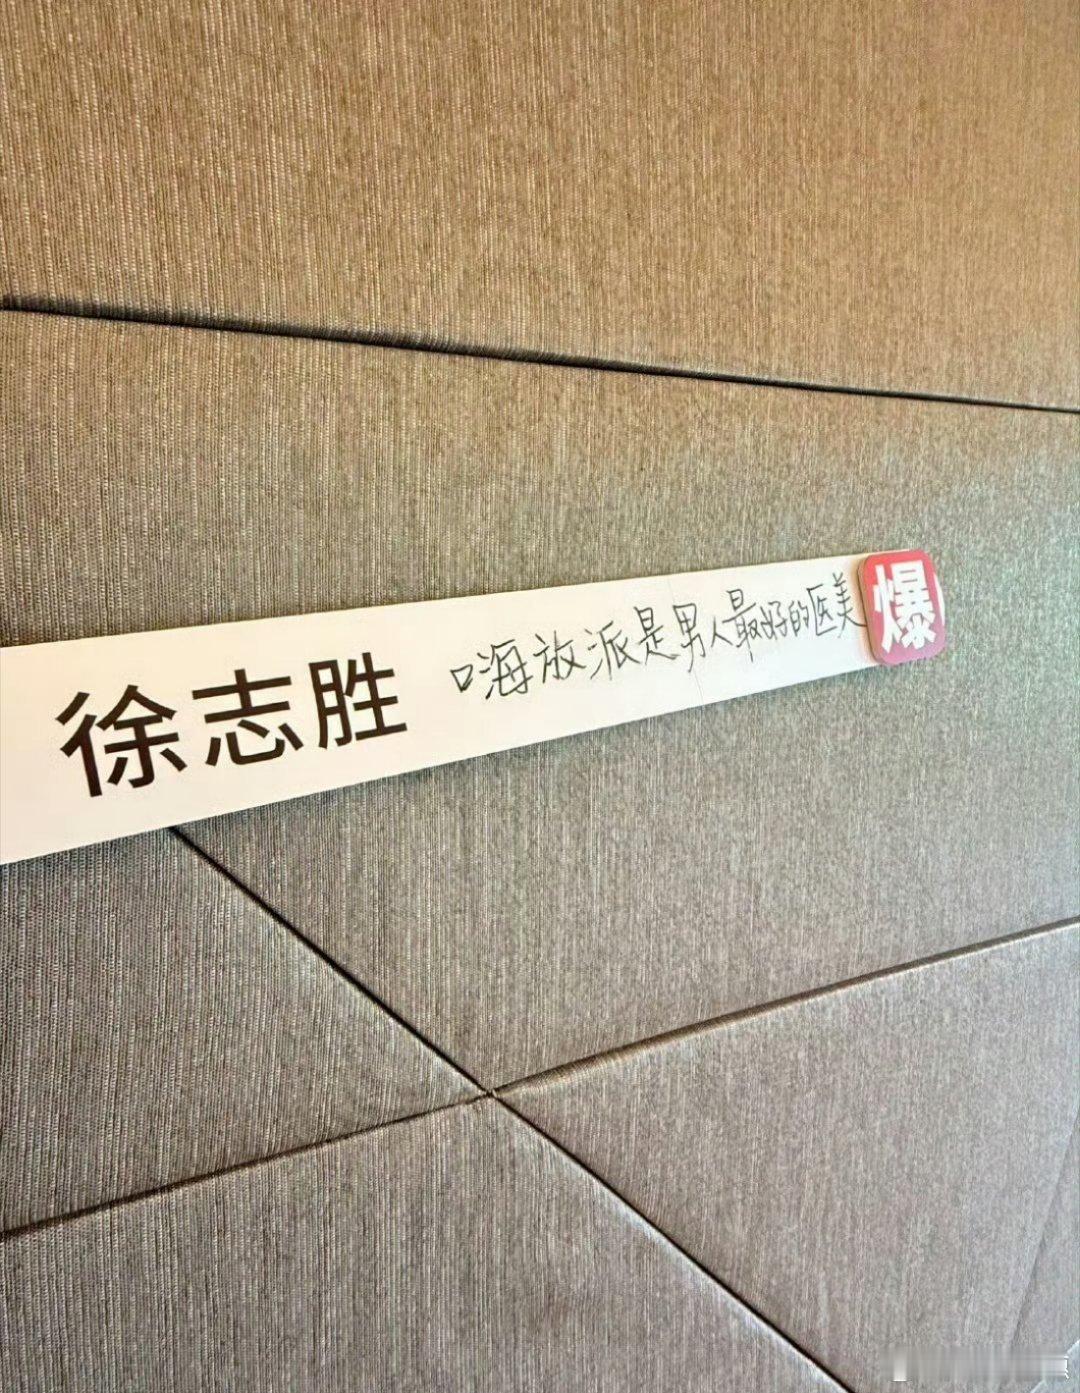 徐志胜 嗨放派是男人最好的医美 爆